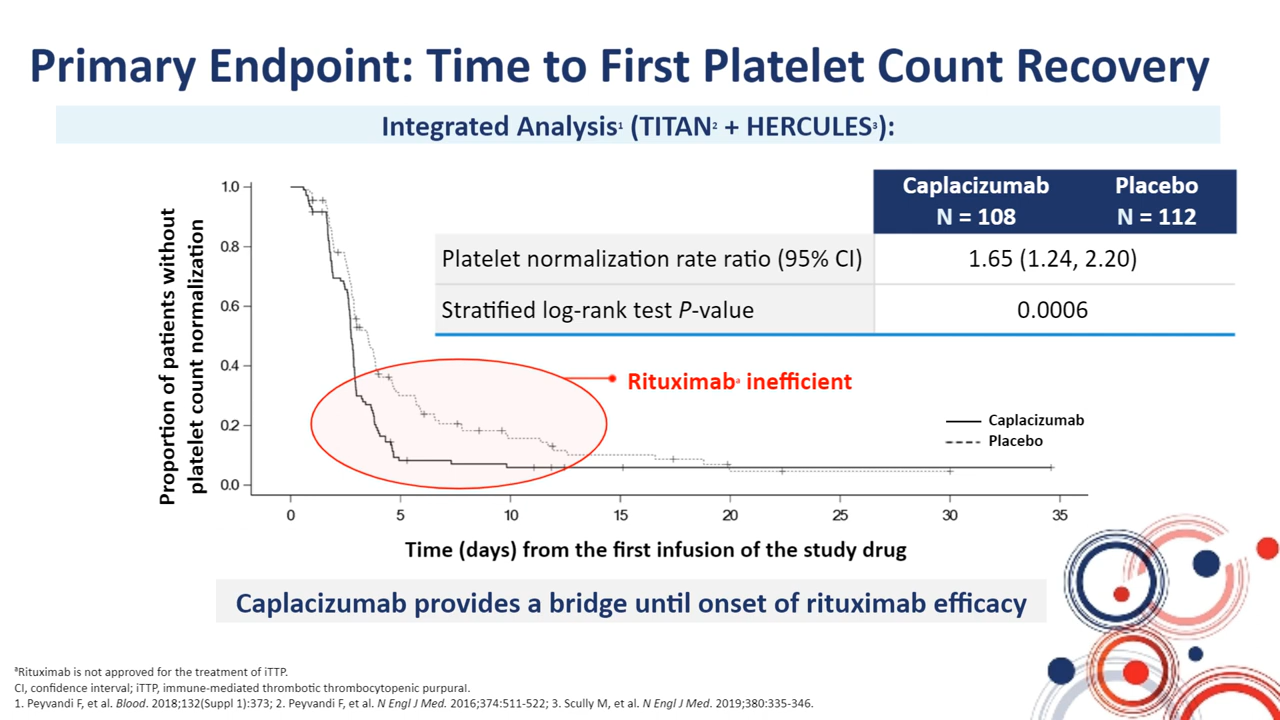 Primary Endpoint: Time to First Platelet Count Recovery
Integrated Analysis¹ (TITAN² + HERCULES³):
Caplacizumab Placebo
N = 108 N = 112
Platelet normalization rate ratio (95% CI) 1.65 (1.24, 2.20)
Stratified log-rank test P-value 0.0006
Proportion of patients without
platelet count normalization
1.0
0.8
0.6
0.4
0.2
0.0
Rituximabᵃ inefficient
Caplacizumab
Placebo
0 5 10 15 20 25 30 35
Time (days) from the first infusion of the study drug
Caplacizumab provides a bridge until onset of rituximab efficacy
ᵃRituximab is not approved for the treatment of iTTP.
CI, confidence interval; iTTP, immune-mediated thrombotic thrombocytopenic purpural.
1. Peyvandi F, et al. Blood. 2018;132(Suppl 1):373; 2. Peyvandi F, et al. N Engl J Med. 2016;374:511-522; 3. Scully M, et al. N Engl J Med. 2019;380:335-346.